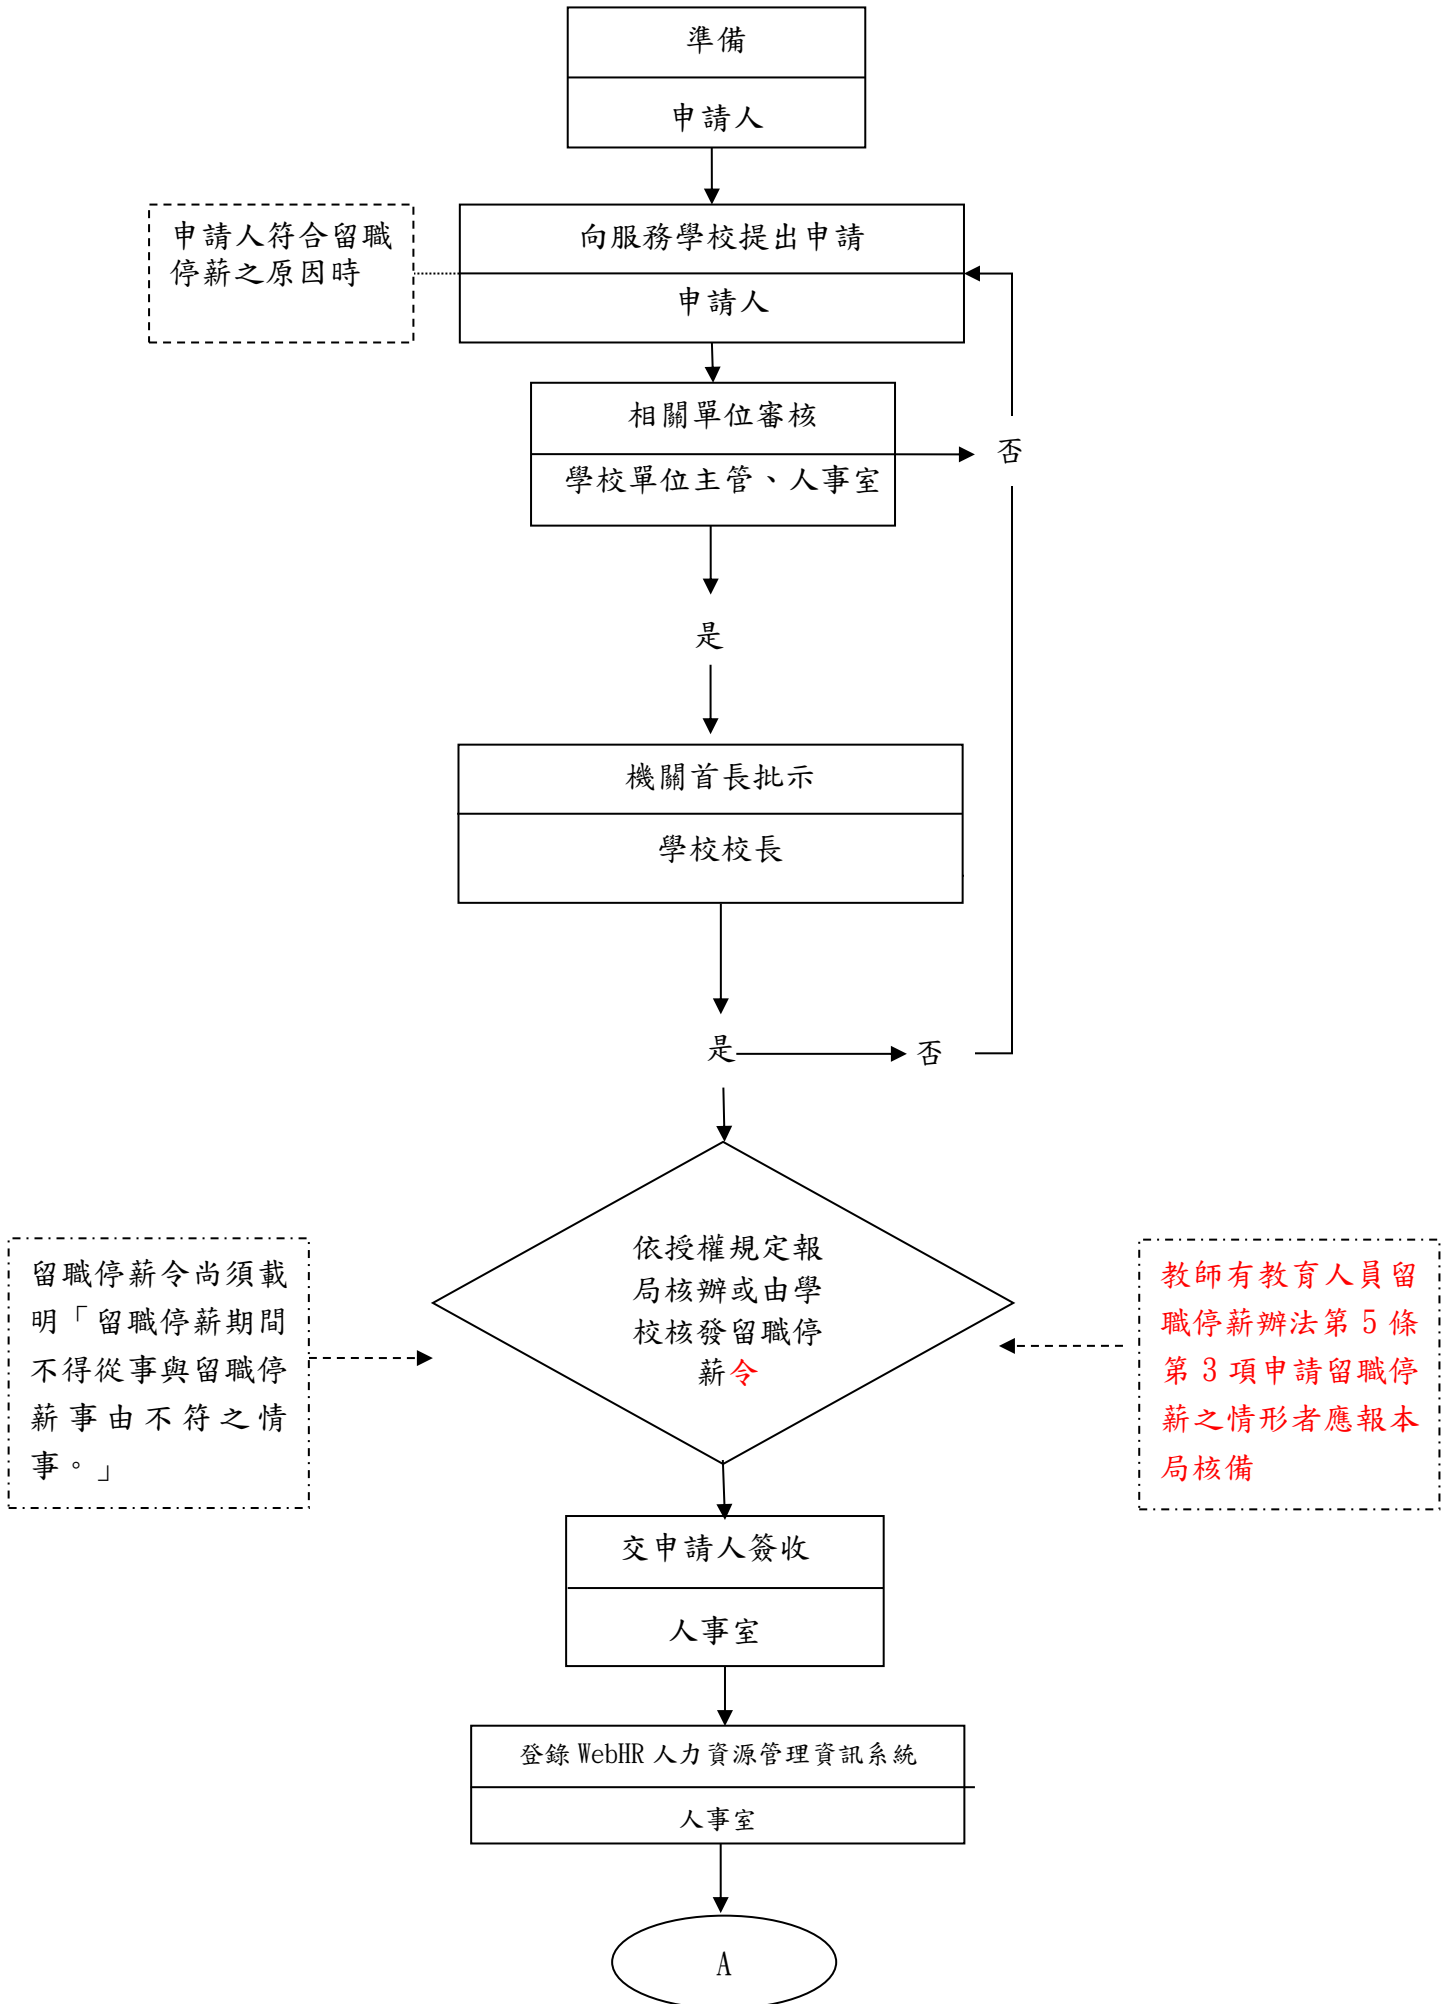 準備
申請人
申請人符合留職
停薪之原因時
向服務學校提出申請
申請人
相關單位審核
學校單位主管、人事室
否
是
機關首長批示
學校校長
是
否
依授權規定報
局核辦或由學
校核發留職停
薪令
留職停薪令尚須載
明「留職停薪期間
不得從事與留職停
薪事由不符之情
事。」
教師有教育人員留
職停薪辦法第 5 條
第 3 項申請留職停
薪之情形者應報本
局核備
交申請人簽收
人事室
登錄 WebHR 人力資源管理資訊系統
人事室
A